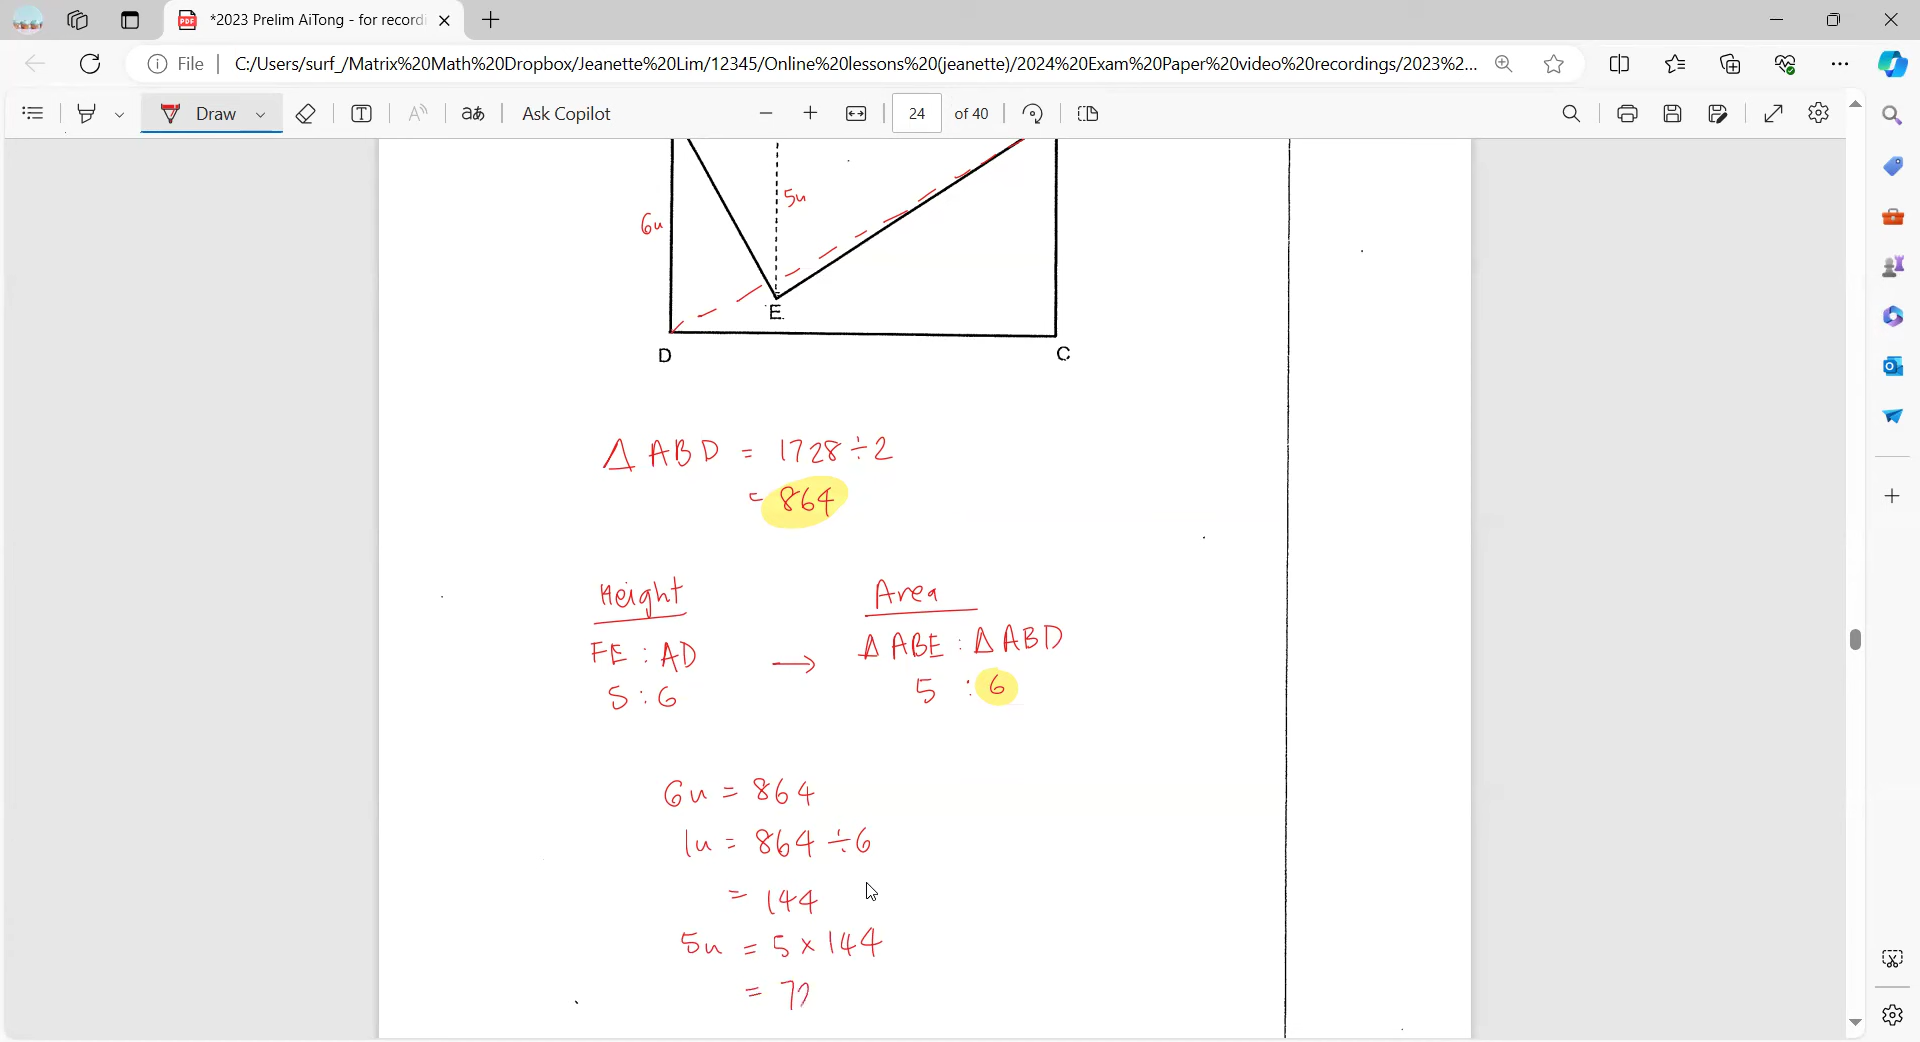 *2023 Prelim AiTong - for recordi
File
C:/Users/surf_/Matrix%20Math%20Dropbox/Jeanette%20Lim/12345/Online%20lessons%20(jeanette)/2024%20Exam%20Paper%20video%20recordings/2023%2...
Draw
Ask Copilot
24 of 40
5u
6u
E
D C
Δ ABD = 1728 ÷ 2
= 864
Height Area
FE : AD → Δ ABE : Δ ABD
5 : 6 5 : 6
6u = 864
1u = 864 ÷ 6
= 144
5u = 5 × 144
= 72